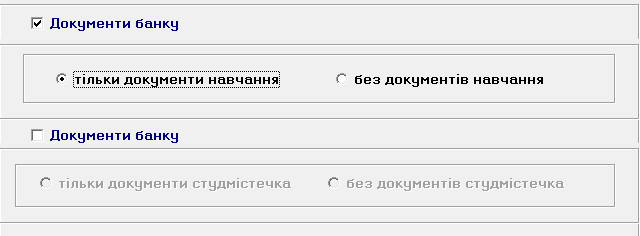 Документи банку
тільки документи навчання без документів навчання
Документи банку
тільки документи студмістечка без документів студмістечка